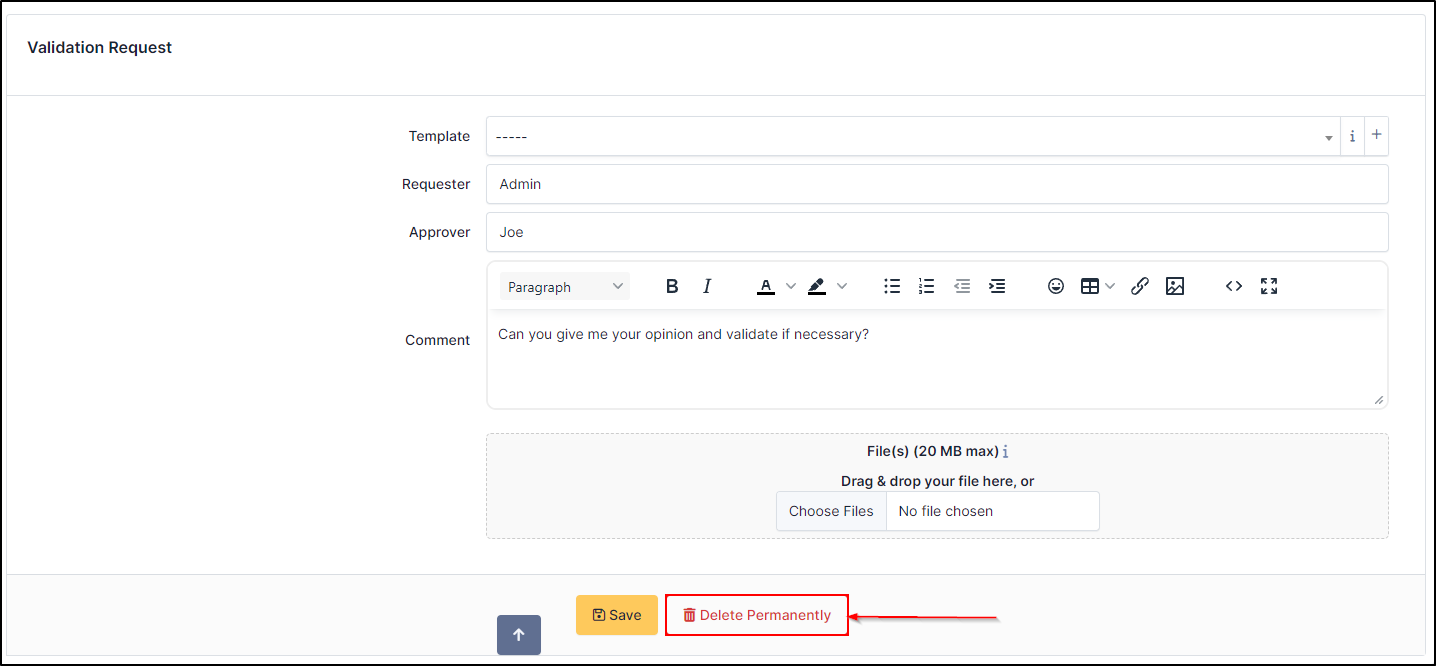 Validation Request
Template
-----
i
+
Requester
Admin
Approver
Joe
Paragraph
B
I
A
Comment
Can you give me your opinion and validate if necessary?
File(s) (20 MB max) i
Drag & drop your file here, or
Choose Files No file chosen
Save
Delete Permanently